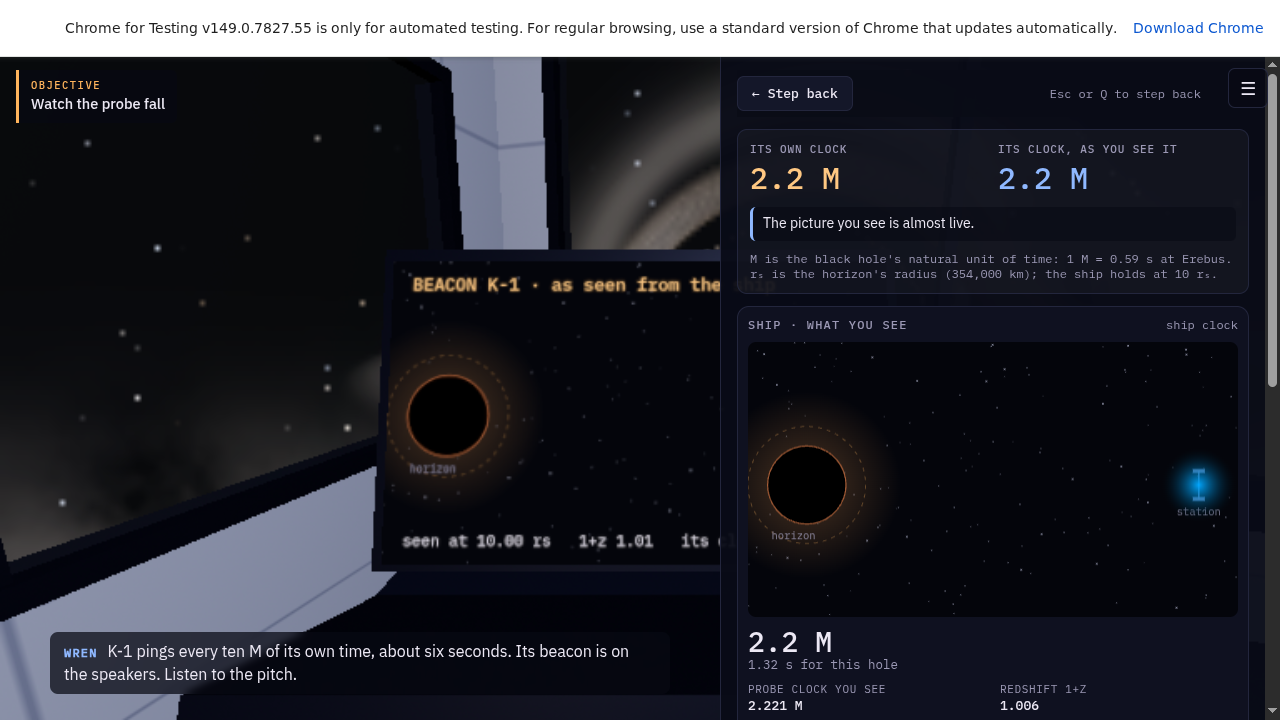 Chrome for Testing v149.0.7827.55 is only for automated testing. For regular browsing, use a standard version of Chrome that updates automatically. Download Chrome
OBJECTIVE
Watch the probe fall
← Step back
Esc or Q to step back
☰
ITS OWN CLOCK
2.2 M
ITS CLOCK, AS YOU SEE IT
2.2 M
The picture you see is almost live.
M is the black hole's natural unit of time: 1 M = 0.59 s at Erebus.
rₛ is the horizon's radius (354,000 km); the ship holds at 10 rₛ.
BEACON K-1 · as seen from the ship
horizon
seen at 10.00 rs 1+z 1.01 its
SHIP · WHAT YOU SEE
ship clock
horizon
station
2.2 M
1.32 s for this hole
PROBE CLOCK YOU SEE
2.221 M
REDSHIFT 1+Z
1.006
WREN K-1 pings every ten M of its own time, about six seconds. Its beacon is on
the speakers. Listen to the pitch.